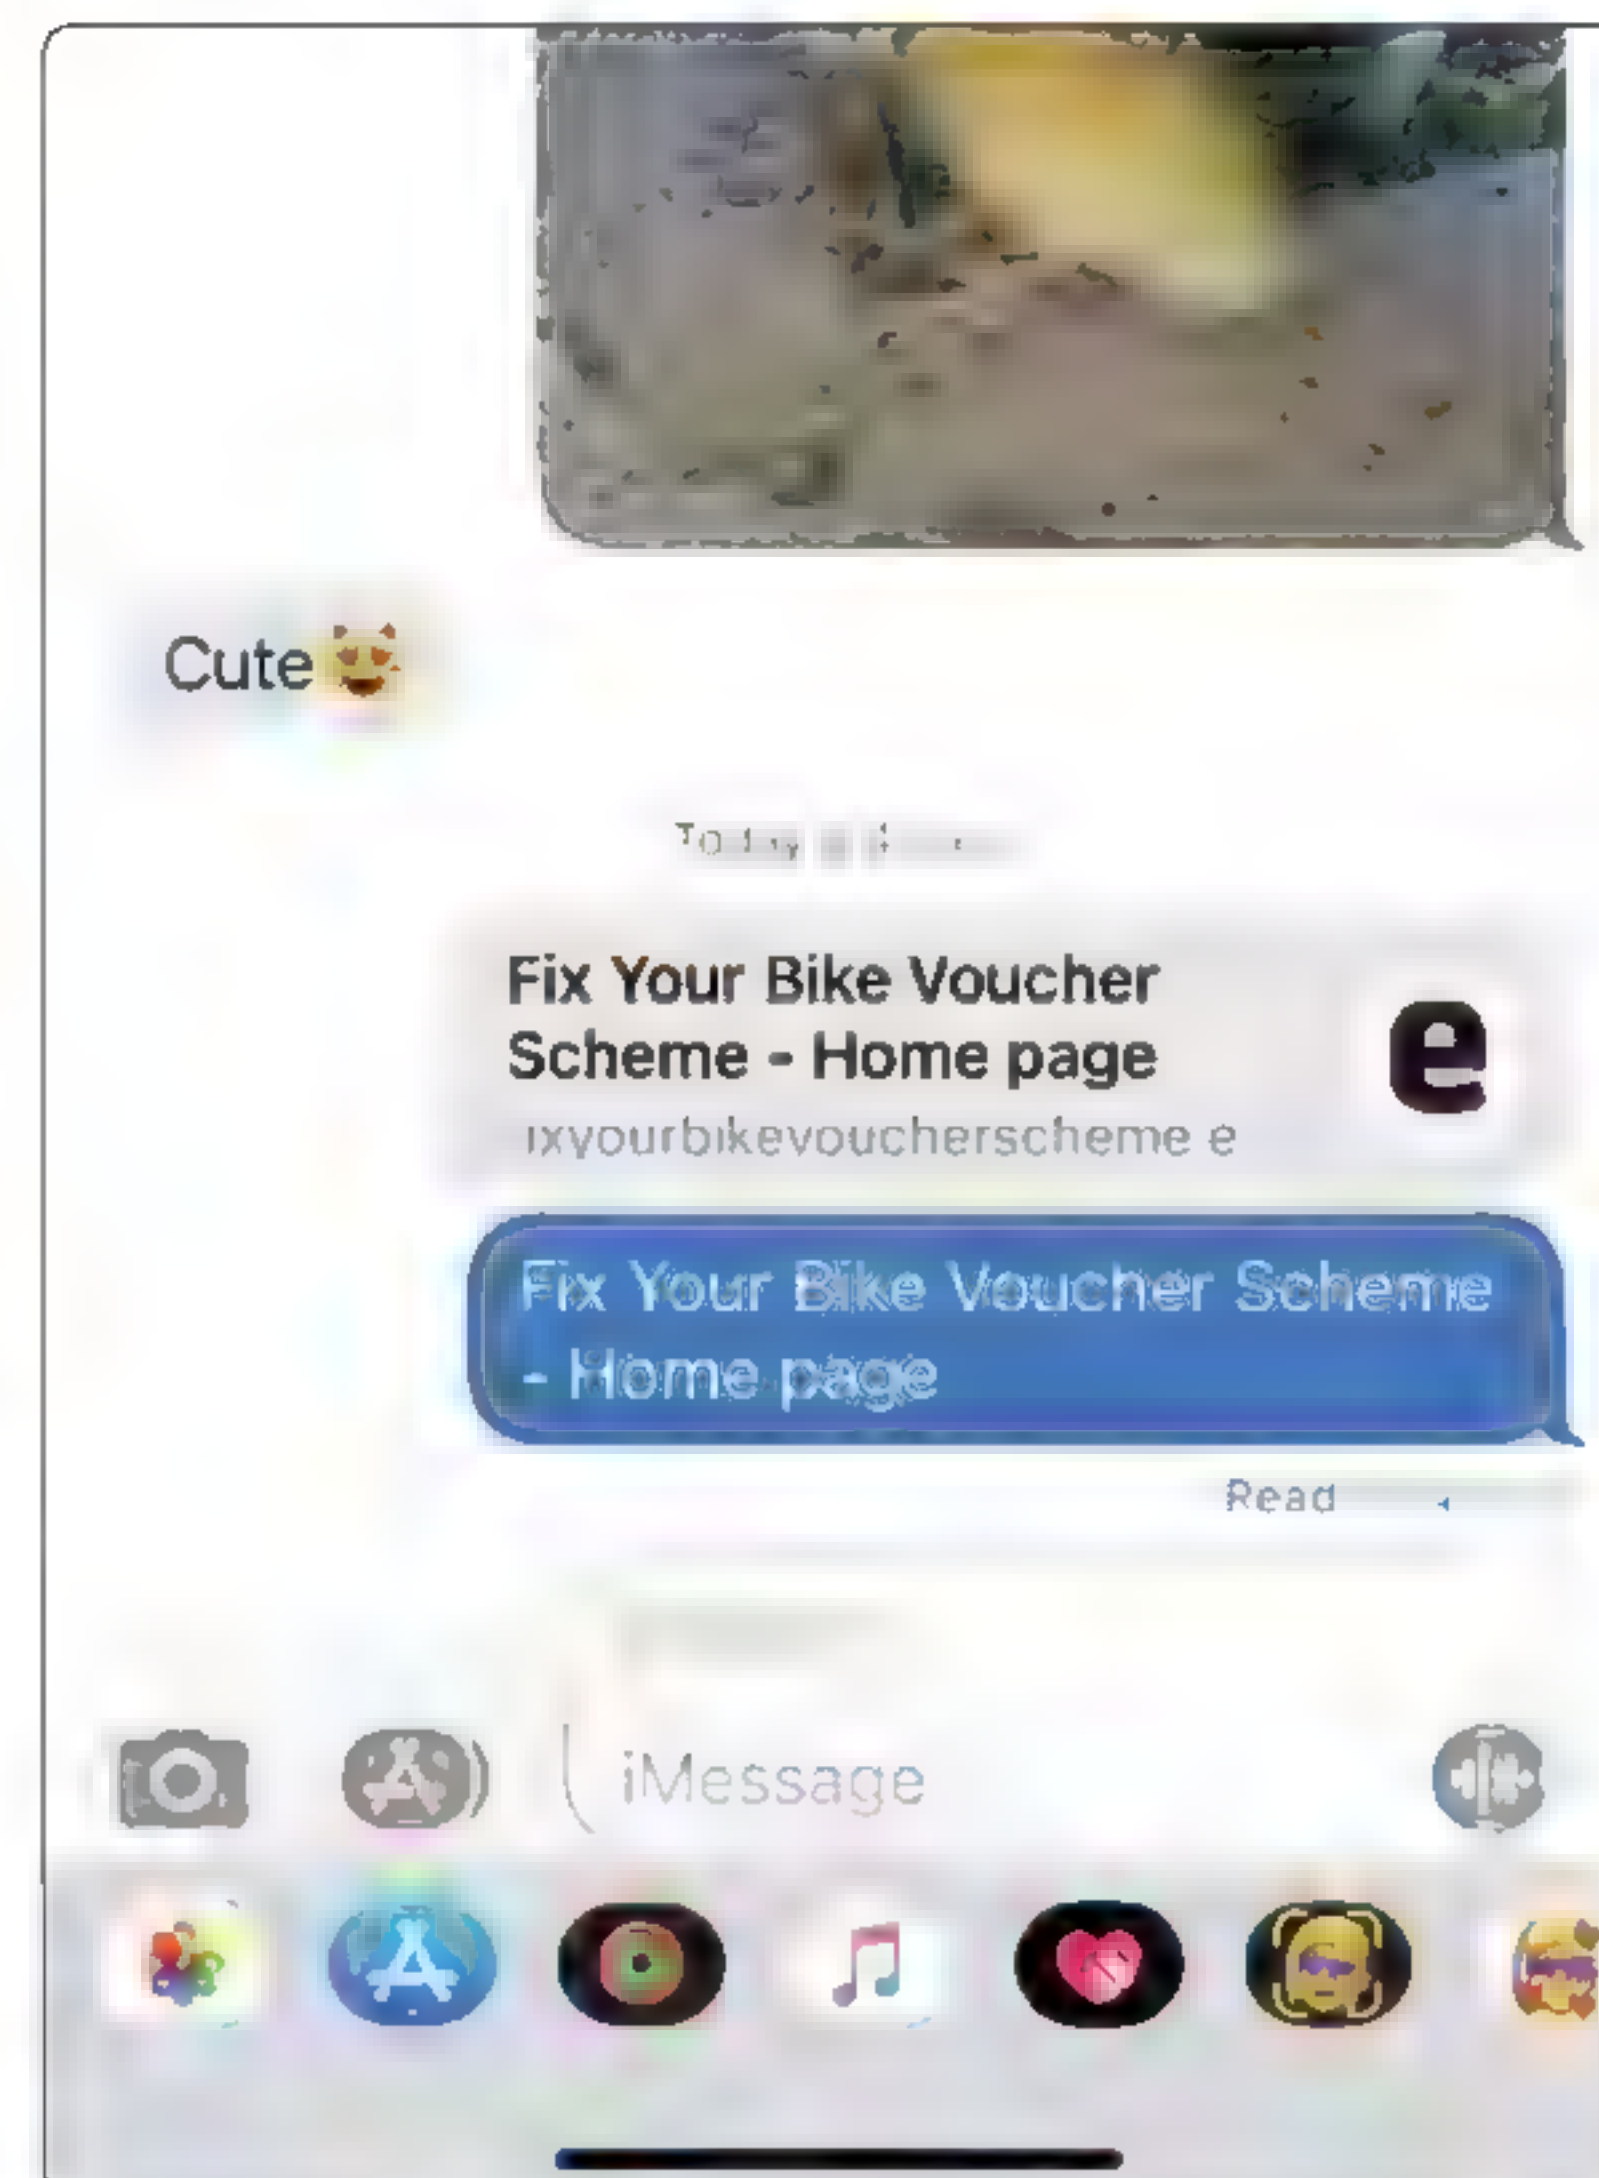 Cute
Fix Your Bike Voucher
Scheme - Home page
e
Fix Your Bike Voucher Scheme
- Home page
Read
iMessage